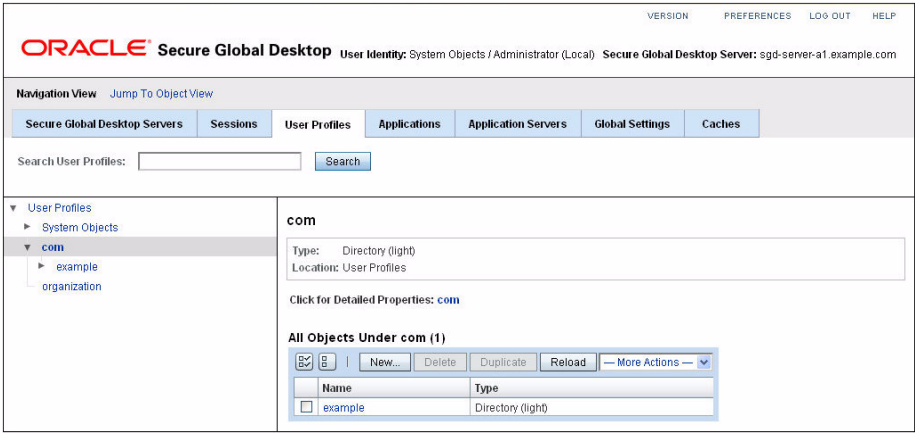 VERSION PREFERENCES LOG OUT HELP
ORACLE Secure Global Desktop User Identity: System Objects / Administrator (Local) Secure Global Desktop Server: sgd-server-a1.example.com
Navigation View Jump To Object View
Secure Global Desktop Servers Sessions User Profiles Applications Application Servers Global Settings Caches
Search User Profiles: Search
User Profiles
System Objects
com
example
organization
com
Type: Directory (light)
Location: User Profiles
Click for Detailed Properties: com
All Objects Under com (1)
New... Delete Duplicate Reload — More Actions —
Name Type
example Directory (light)